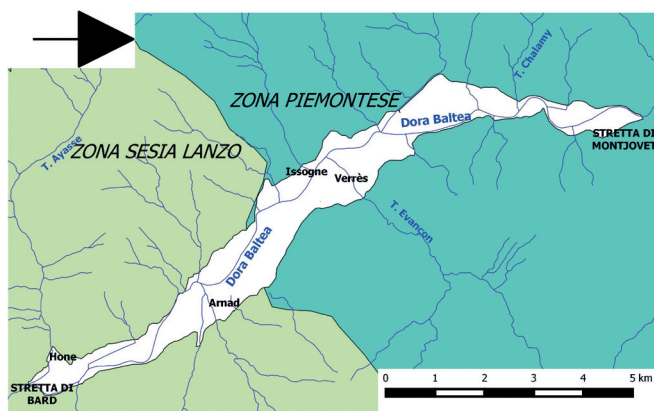 T. Chalamy
ZONA PIEMONTESE
Dora Baltea
STRETTA DI
MONTJOVET
T. Ayasse
ZONA SESIA LANZO
Issogne
Verrès
T. Evançon
Dora Baltea
Arnad
Hone
STRETTA DI
BARD
0 1 2 3 4 5 km